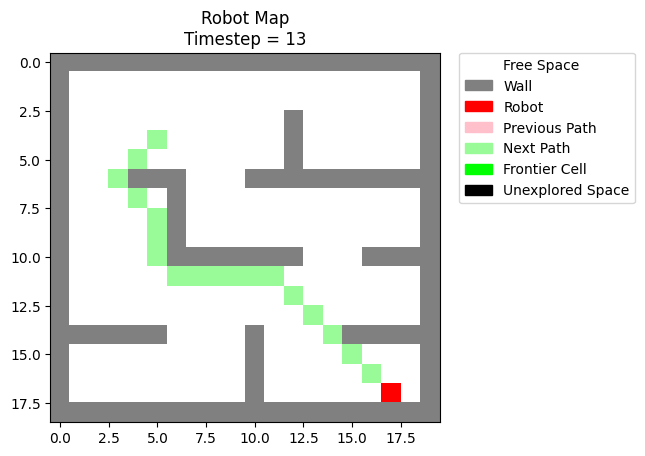 Robot Map
Timestep = 13
0.0
2.5
5.0
7.5
10.0
12.5
15.0
17.5
0.0
2.5
5.0
7.5
10.0
12.5
15.0
17.5
Free Space
Wall
Robot
Previous Path
Next Path
Frontier Cell
Unexplored Space